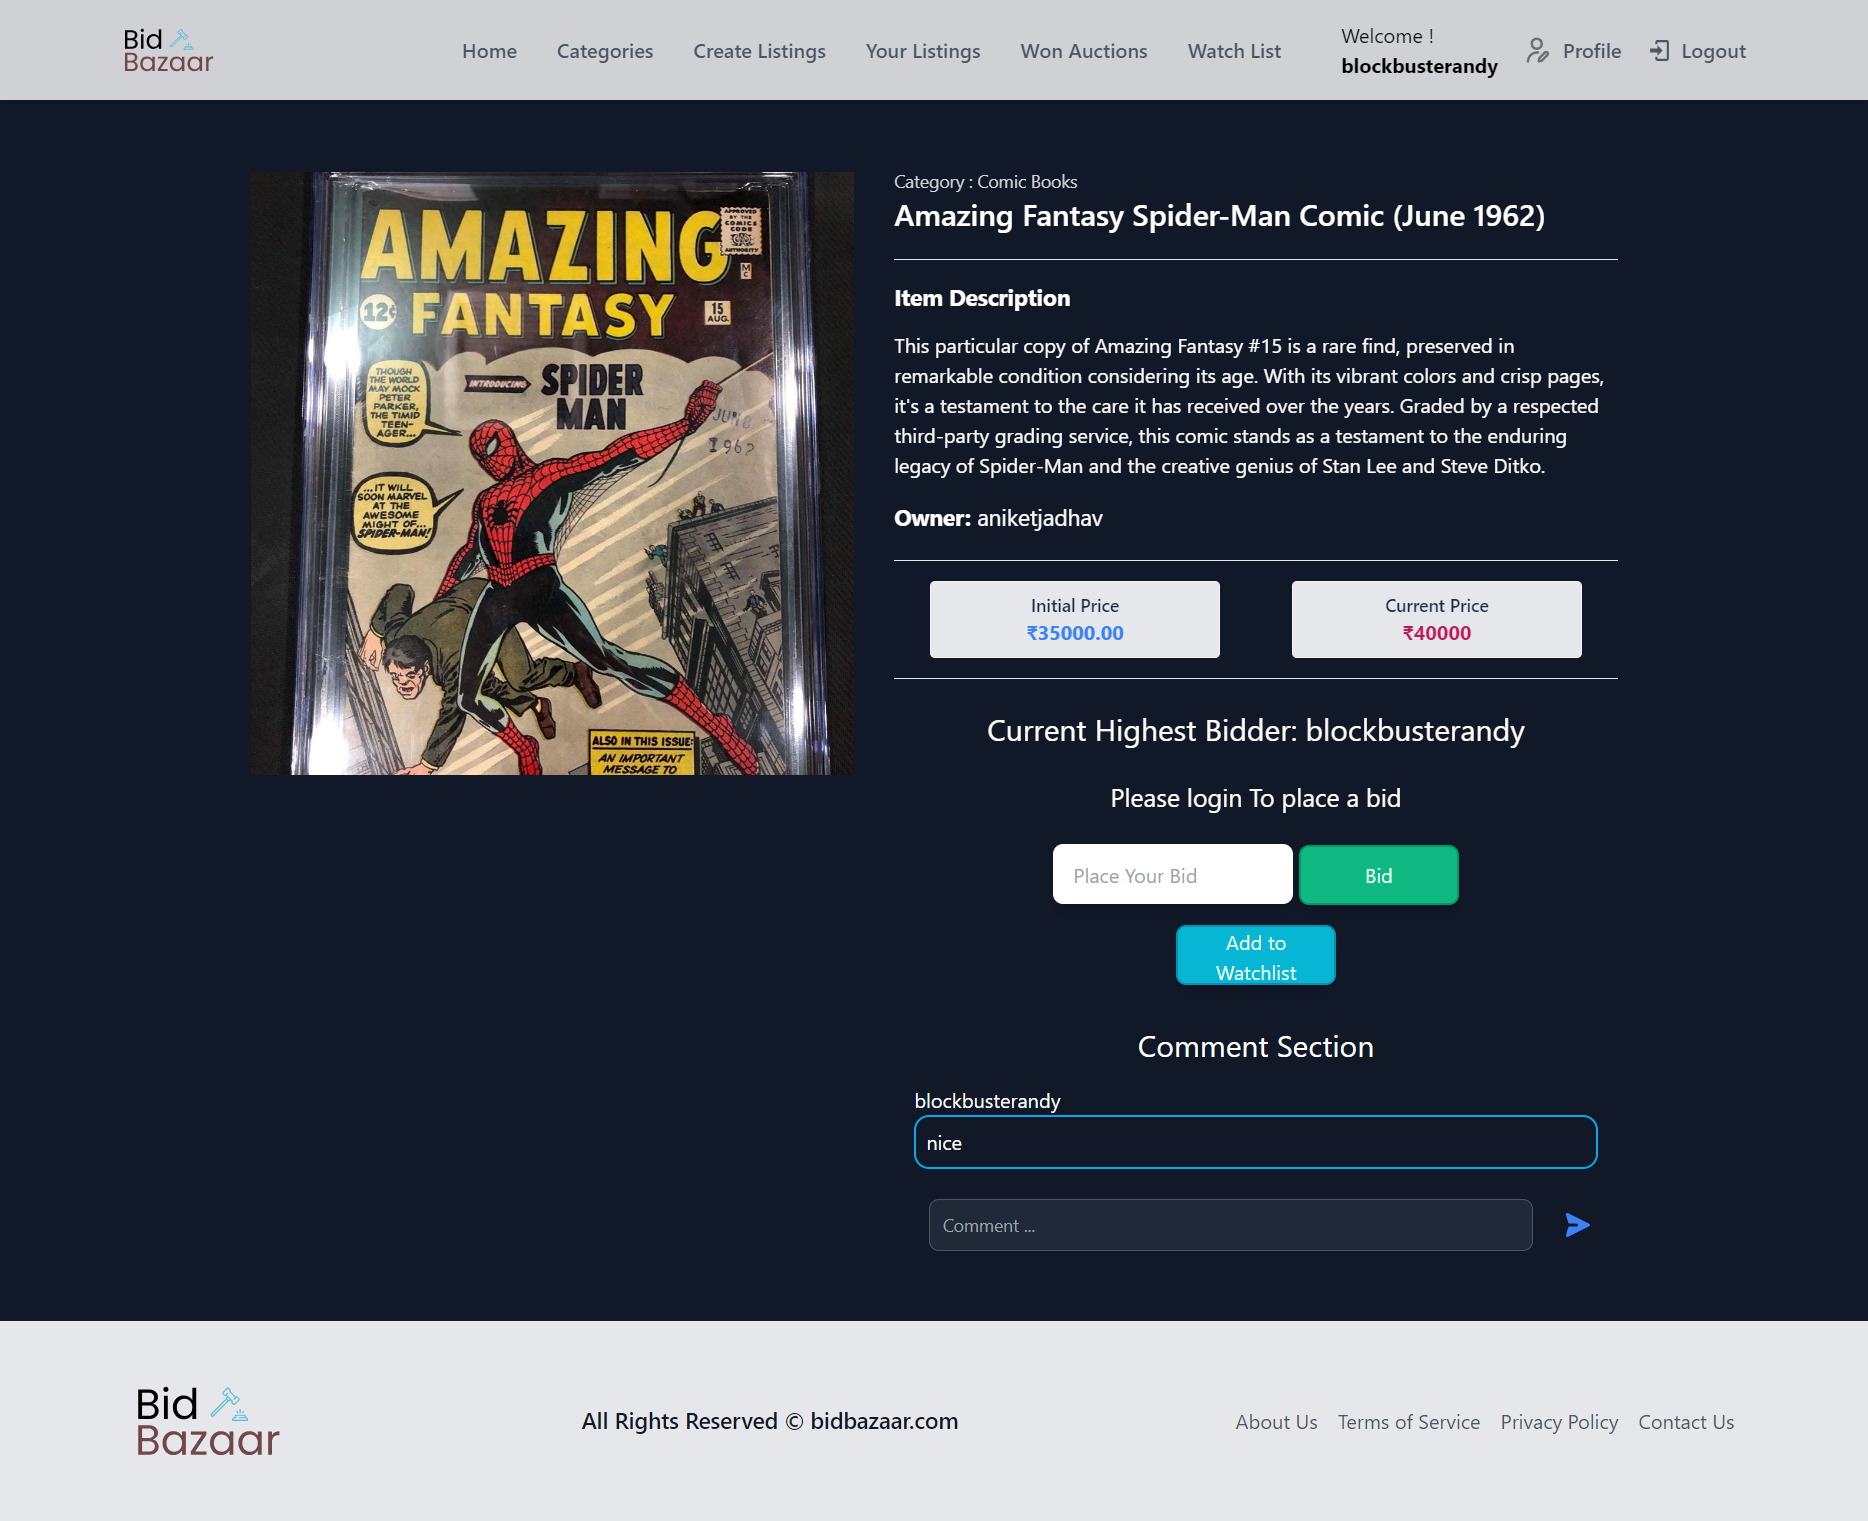 Bid
Bazaar
Home Categories Create Listings Your Listings Won Auctions Watch List
Welcome !
blockbusterandy
Profile Logout
AMAZING
APPROVED
BY THE
COMICS
CODE
AUTHORITY
M
C
12¢
FANTASY
15
AUG.
THOUGH
THE WORLD
MAY MOCK
PETER
PARKER,
THE TIMID
TEEN-
AGER...
INTRODUCING
SPIDER
MAN
JUN 8
1962
...IT WILL
SOON MARVEL
AT THE
AWESOME
MIGHT OF...
SPIDER-MAN!
ALSO IN THIS ISSUE:
AN IMPORTANT
MESSAGE TO
Category : Comic Books
Amazing Fantasy Spider-Man Comic (June 1962)
Item Description
This particular copy of Amazing Fantasy #15 is a rare find, preserved in
remarkable condition considering its age. With its vibrant colors and crisp pages,
it's a testament to the care it has received over the years. Graded by a respected
third-party grading service, this comic stands as a testament to the enduring
legacy of Spider-Man and the creative genius of Stan Lee and Steve Ditko.
Owner: aniketjadhav
Initial Price
₹35000.00
Current Price
₹40000
Current Highest Bidder: blockbusterandy
Please login To place a bid
Place Your Bid
Bid
Add to
Watchlist
Comment Section
blockbusterandy
nice
Comment ...
Bid
Bazaar
All Rights Reserved © bidbazaar.com
About Us Terms of Service Privacy Policy Contact Us